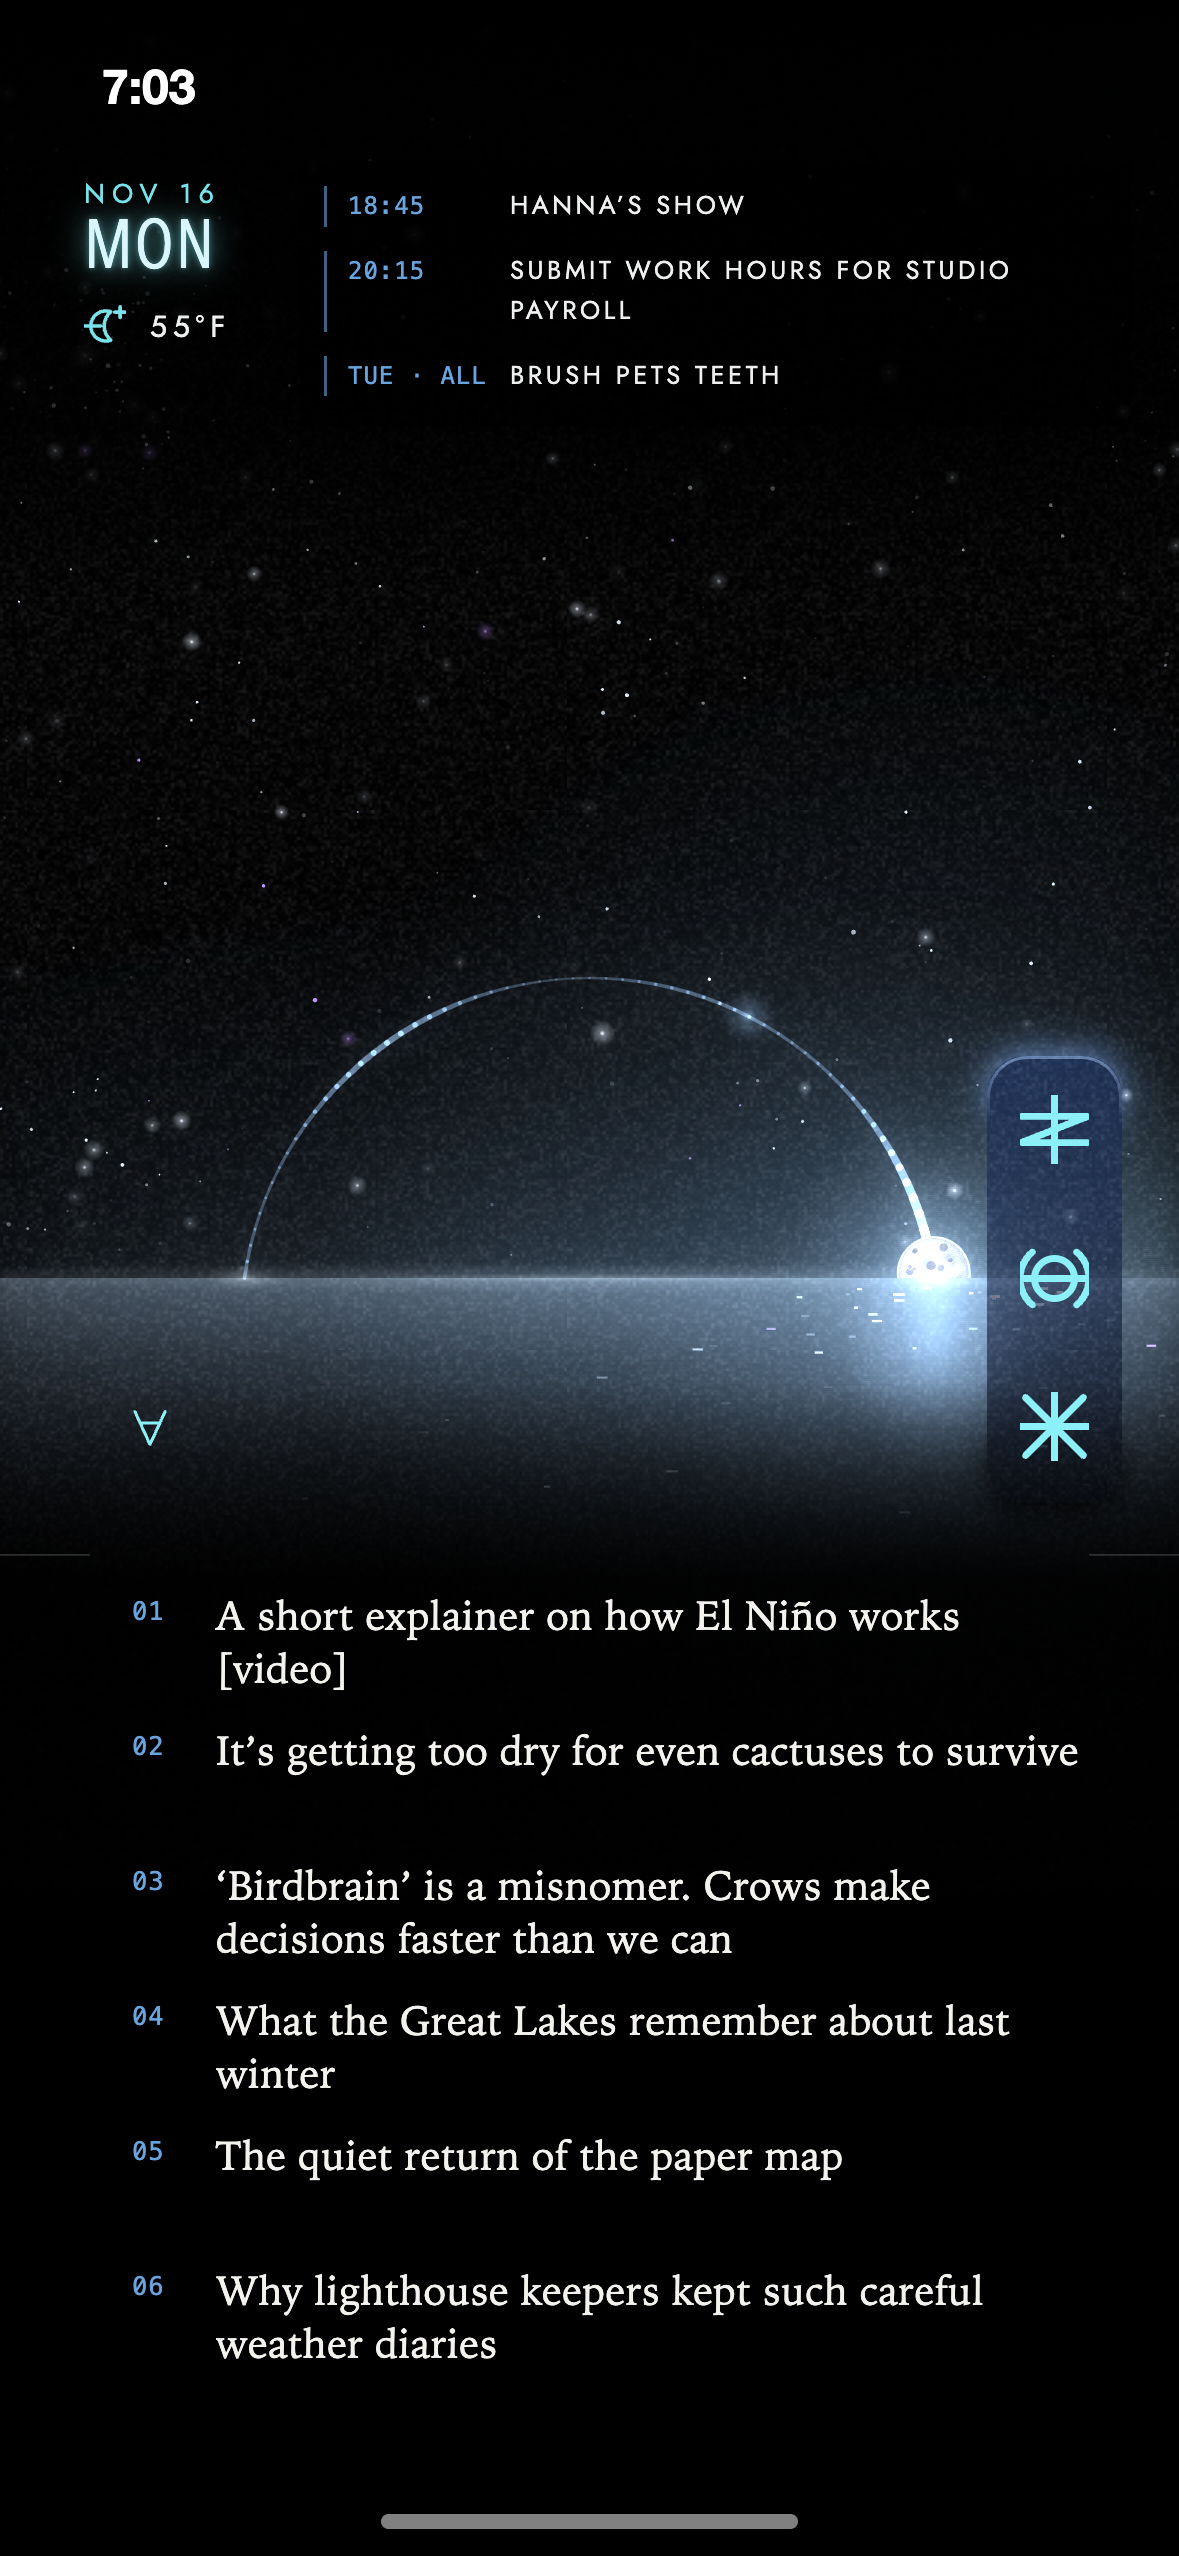 7:03
NOV 16
MON
55°F
18:45 HANNA’S SHOW
20:15 SUBMIT WORK HOURS FOR STUDIO
PAYROLL
TUE · ALL BRUSH PETS TEETH
01 A short explainer on how El Niño works
[video]
02 It’s getting too dry for even cactuses to survive
03 ‘Birdbrain’ is a misnomer. Crows make
decisions faster than we can
04 What the Great Lakes remember about last
winter
05 The quiet return of the paper map
06 Why lighthouse keepers kept such careful
weather diaries